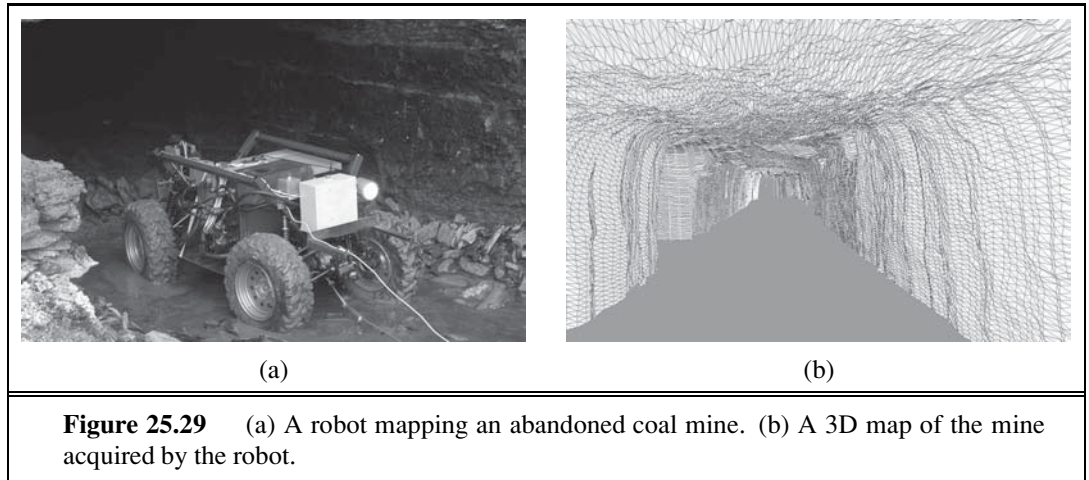 (a)
(b)
Figure 25.29 (a) A robot mapping an abandoned coal mine. (b) A 3D map of the mine
acquired by the robot.